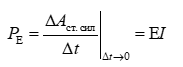 P_E = ΔA_ст. сил / Δt |_Δt→0 = EI